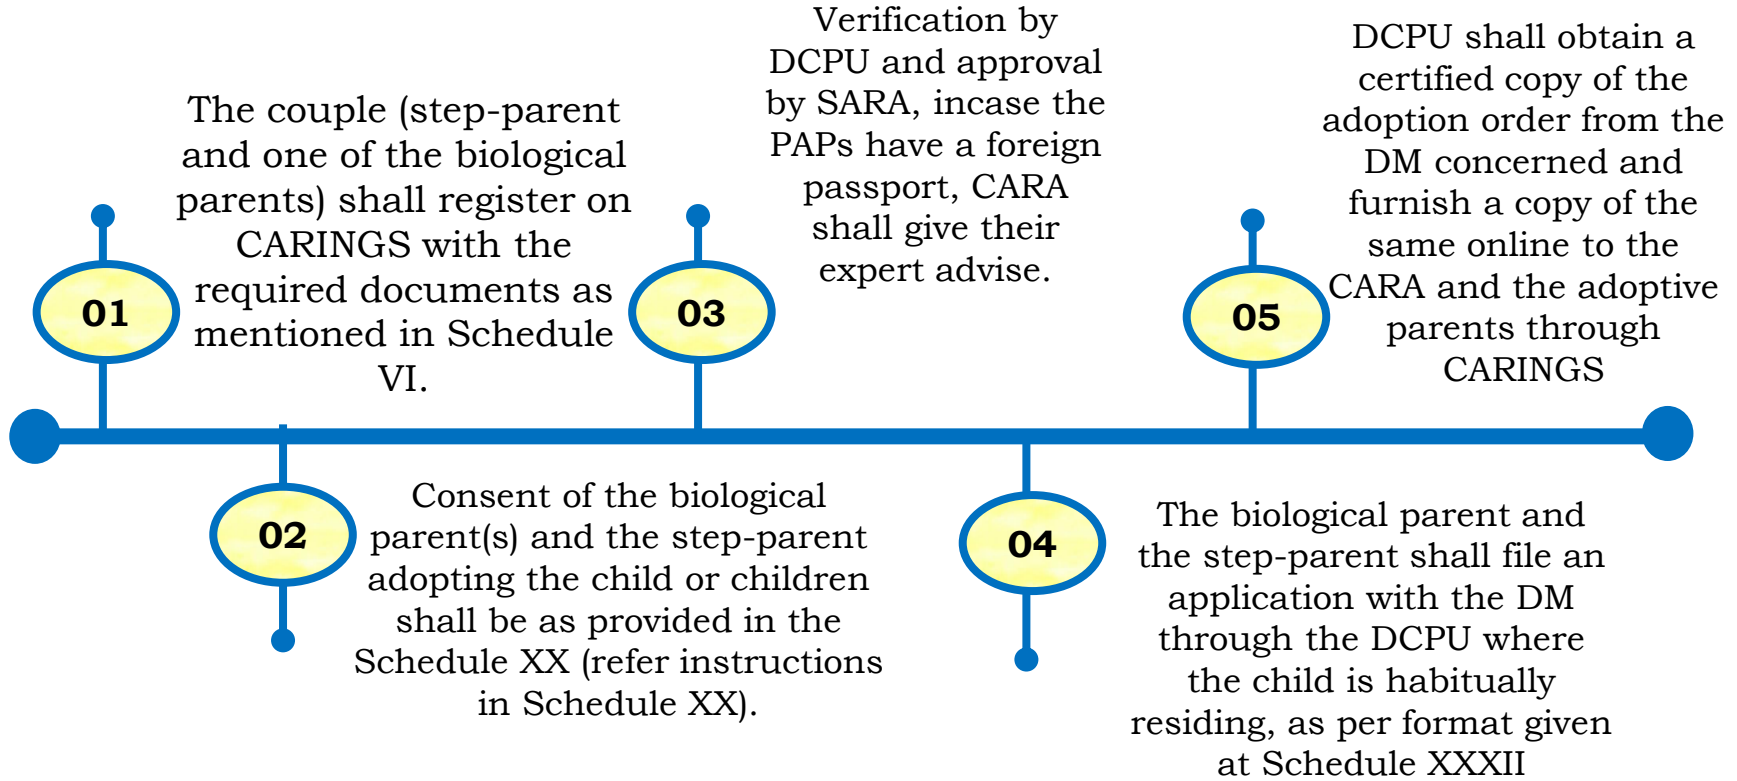 01
The couple (step-parent
and one of the biological
parents) shall register on
CARINGS with the
required documents as
mentioned in Schedule
VI.
02
Consent of the biological
parent(s) and the step-parent
adopting the child or children
shall be as provided in the
Schedule XX (refer instructions
in Schedule XX).
03
Verification by
DCPU and approval
by SARA, incase the
PAPs have a foreign
passport, CARA
shall give their
expert advise.
04
The biological parent and
the step-parent shall file an
application with the DM
through the DCPU where
the child is habitually
residing, as per format given
at Schedule XXXII
05
DCPU shall obtain a
certified copy of the
adoption order from the
DM concerned and
furnish a copy of the
same online to the
CARA and the adoptive
parents through
CARINGS